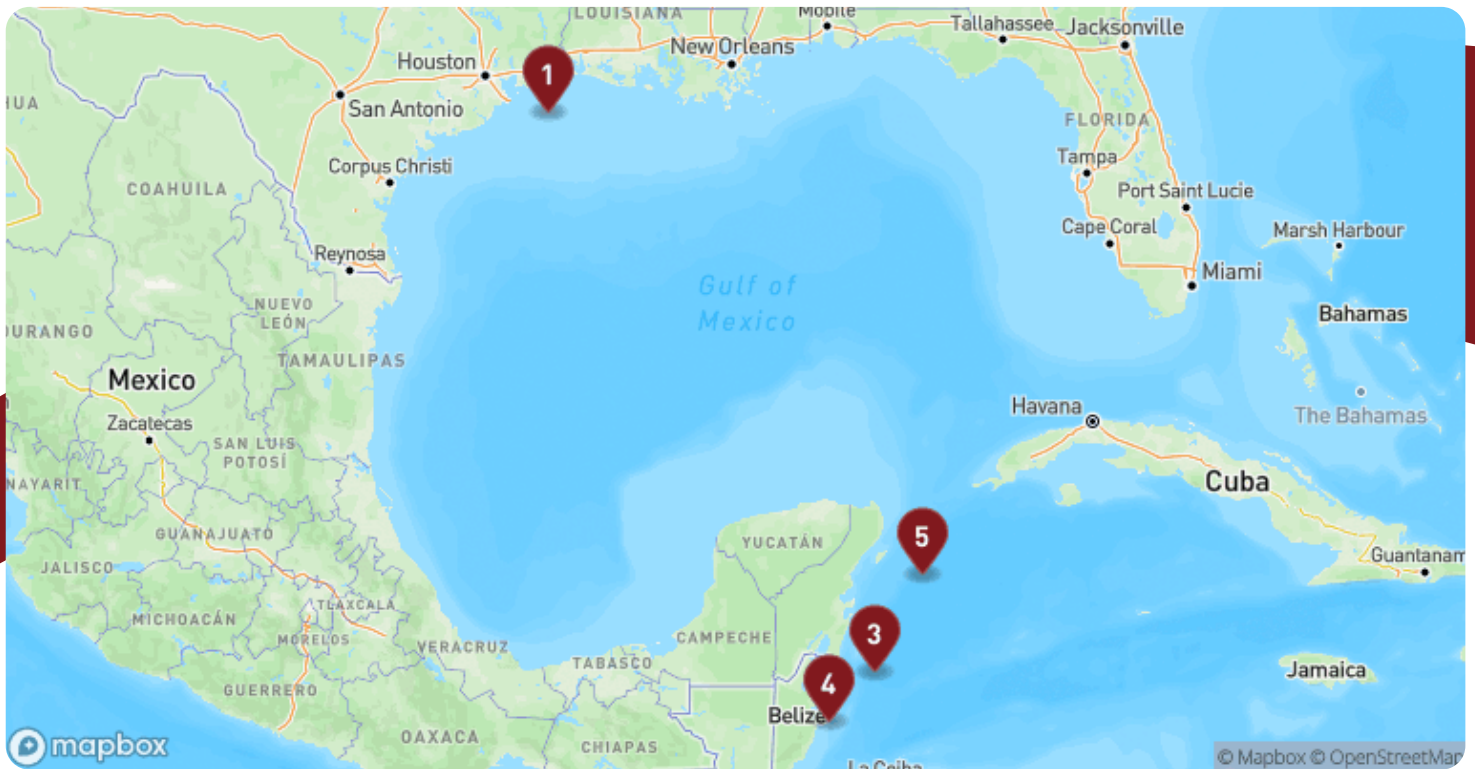 LOUISIANA
Mobile
Tallahassee
Jacksonville
New Orleans
Houston
1
HUA
San Antonio
FLORIDA
Corpus Christi
Tampa
COAHUILA
Port Saint Lucie
Cape Coral
Marsh Harbour
Reynosa
Miami
Gulf of
Mexico
NUEVO
LEÓN
Bahamas
DURANGO
TAMAULIPAS
Mexico
Havana
The Bahamas
Zacatecas
SAN LUIS
POTOSÍ
Cuba
NAYARIT
GUANAJUATO
5
YUCATÁN
Guantanam
JALISCO
TLAXCALA
MICHOACÁN
MORELOS
3
CAMPECHE
VERACRUZ
TABASCO
Jamaica
4
GUERRERO
Belize
OAXACA
CHIAPAS
mapbox
La Ceiba
© Mapbox © OpenStreetMap